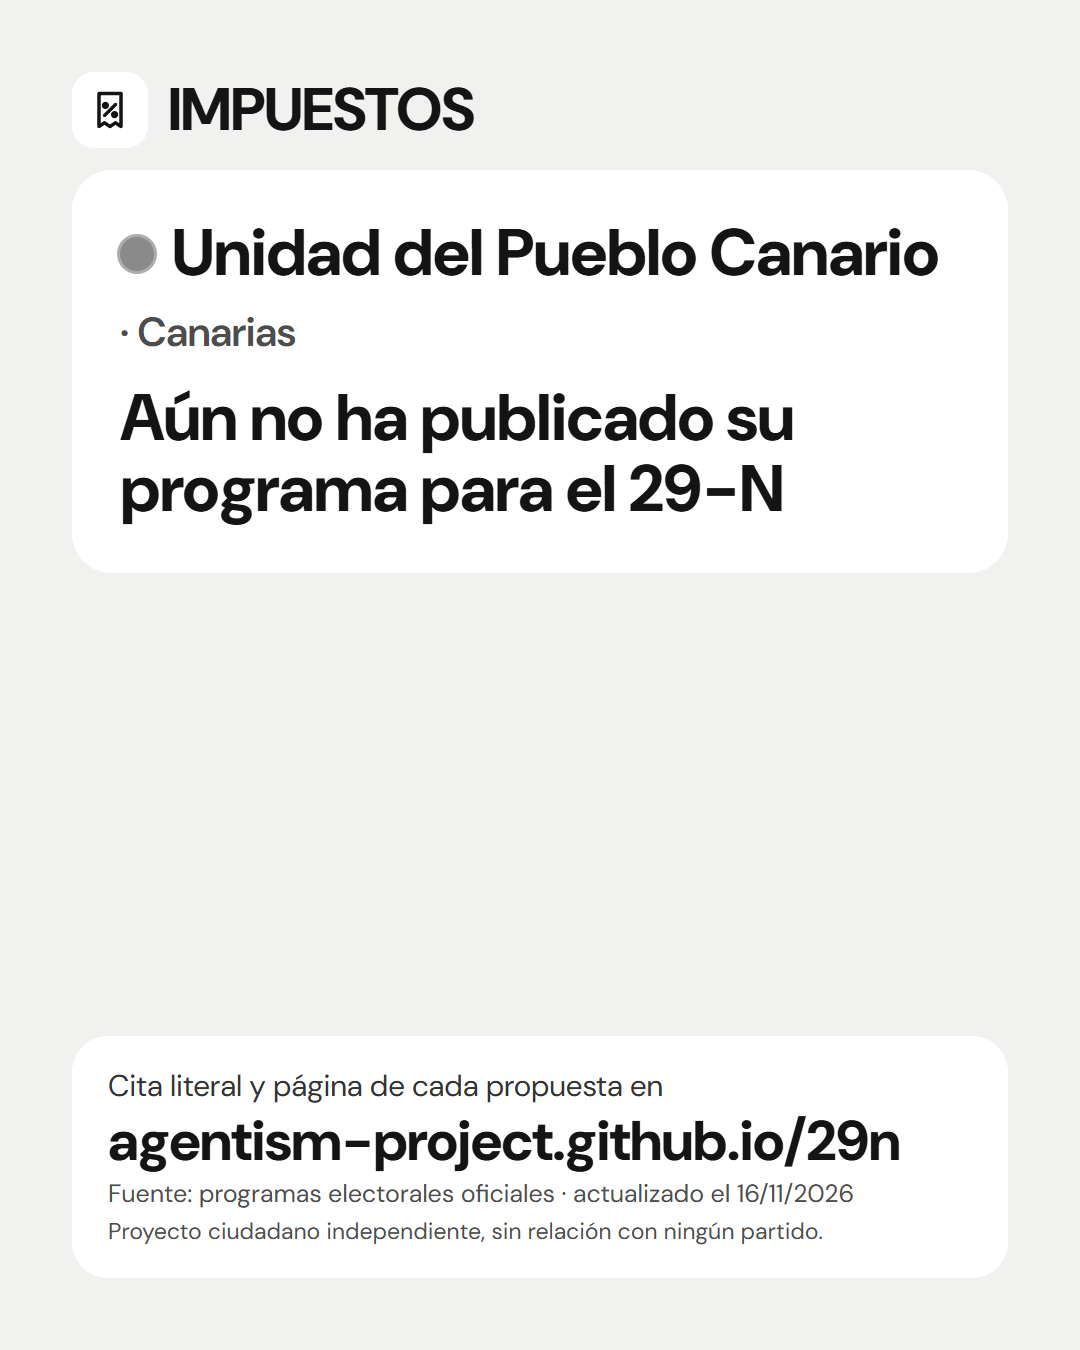 IMPUESTOS
Unidad del Pueblo Canario
· Canarias
Aún no ha publicado su
programa para el 29-N
Cita literal y página de cada propuesta en
agentism-project.github.io/29n
Fuente: programas electorales oficiales · actualizado el 16/11/2026
Proyecto ciudadano independiente, sin relación con ningún partido.